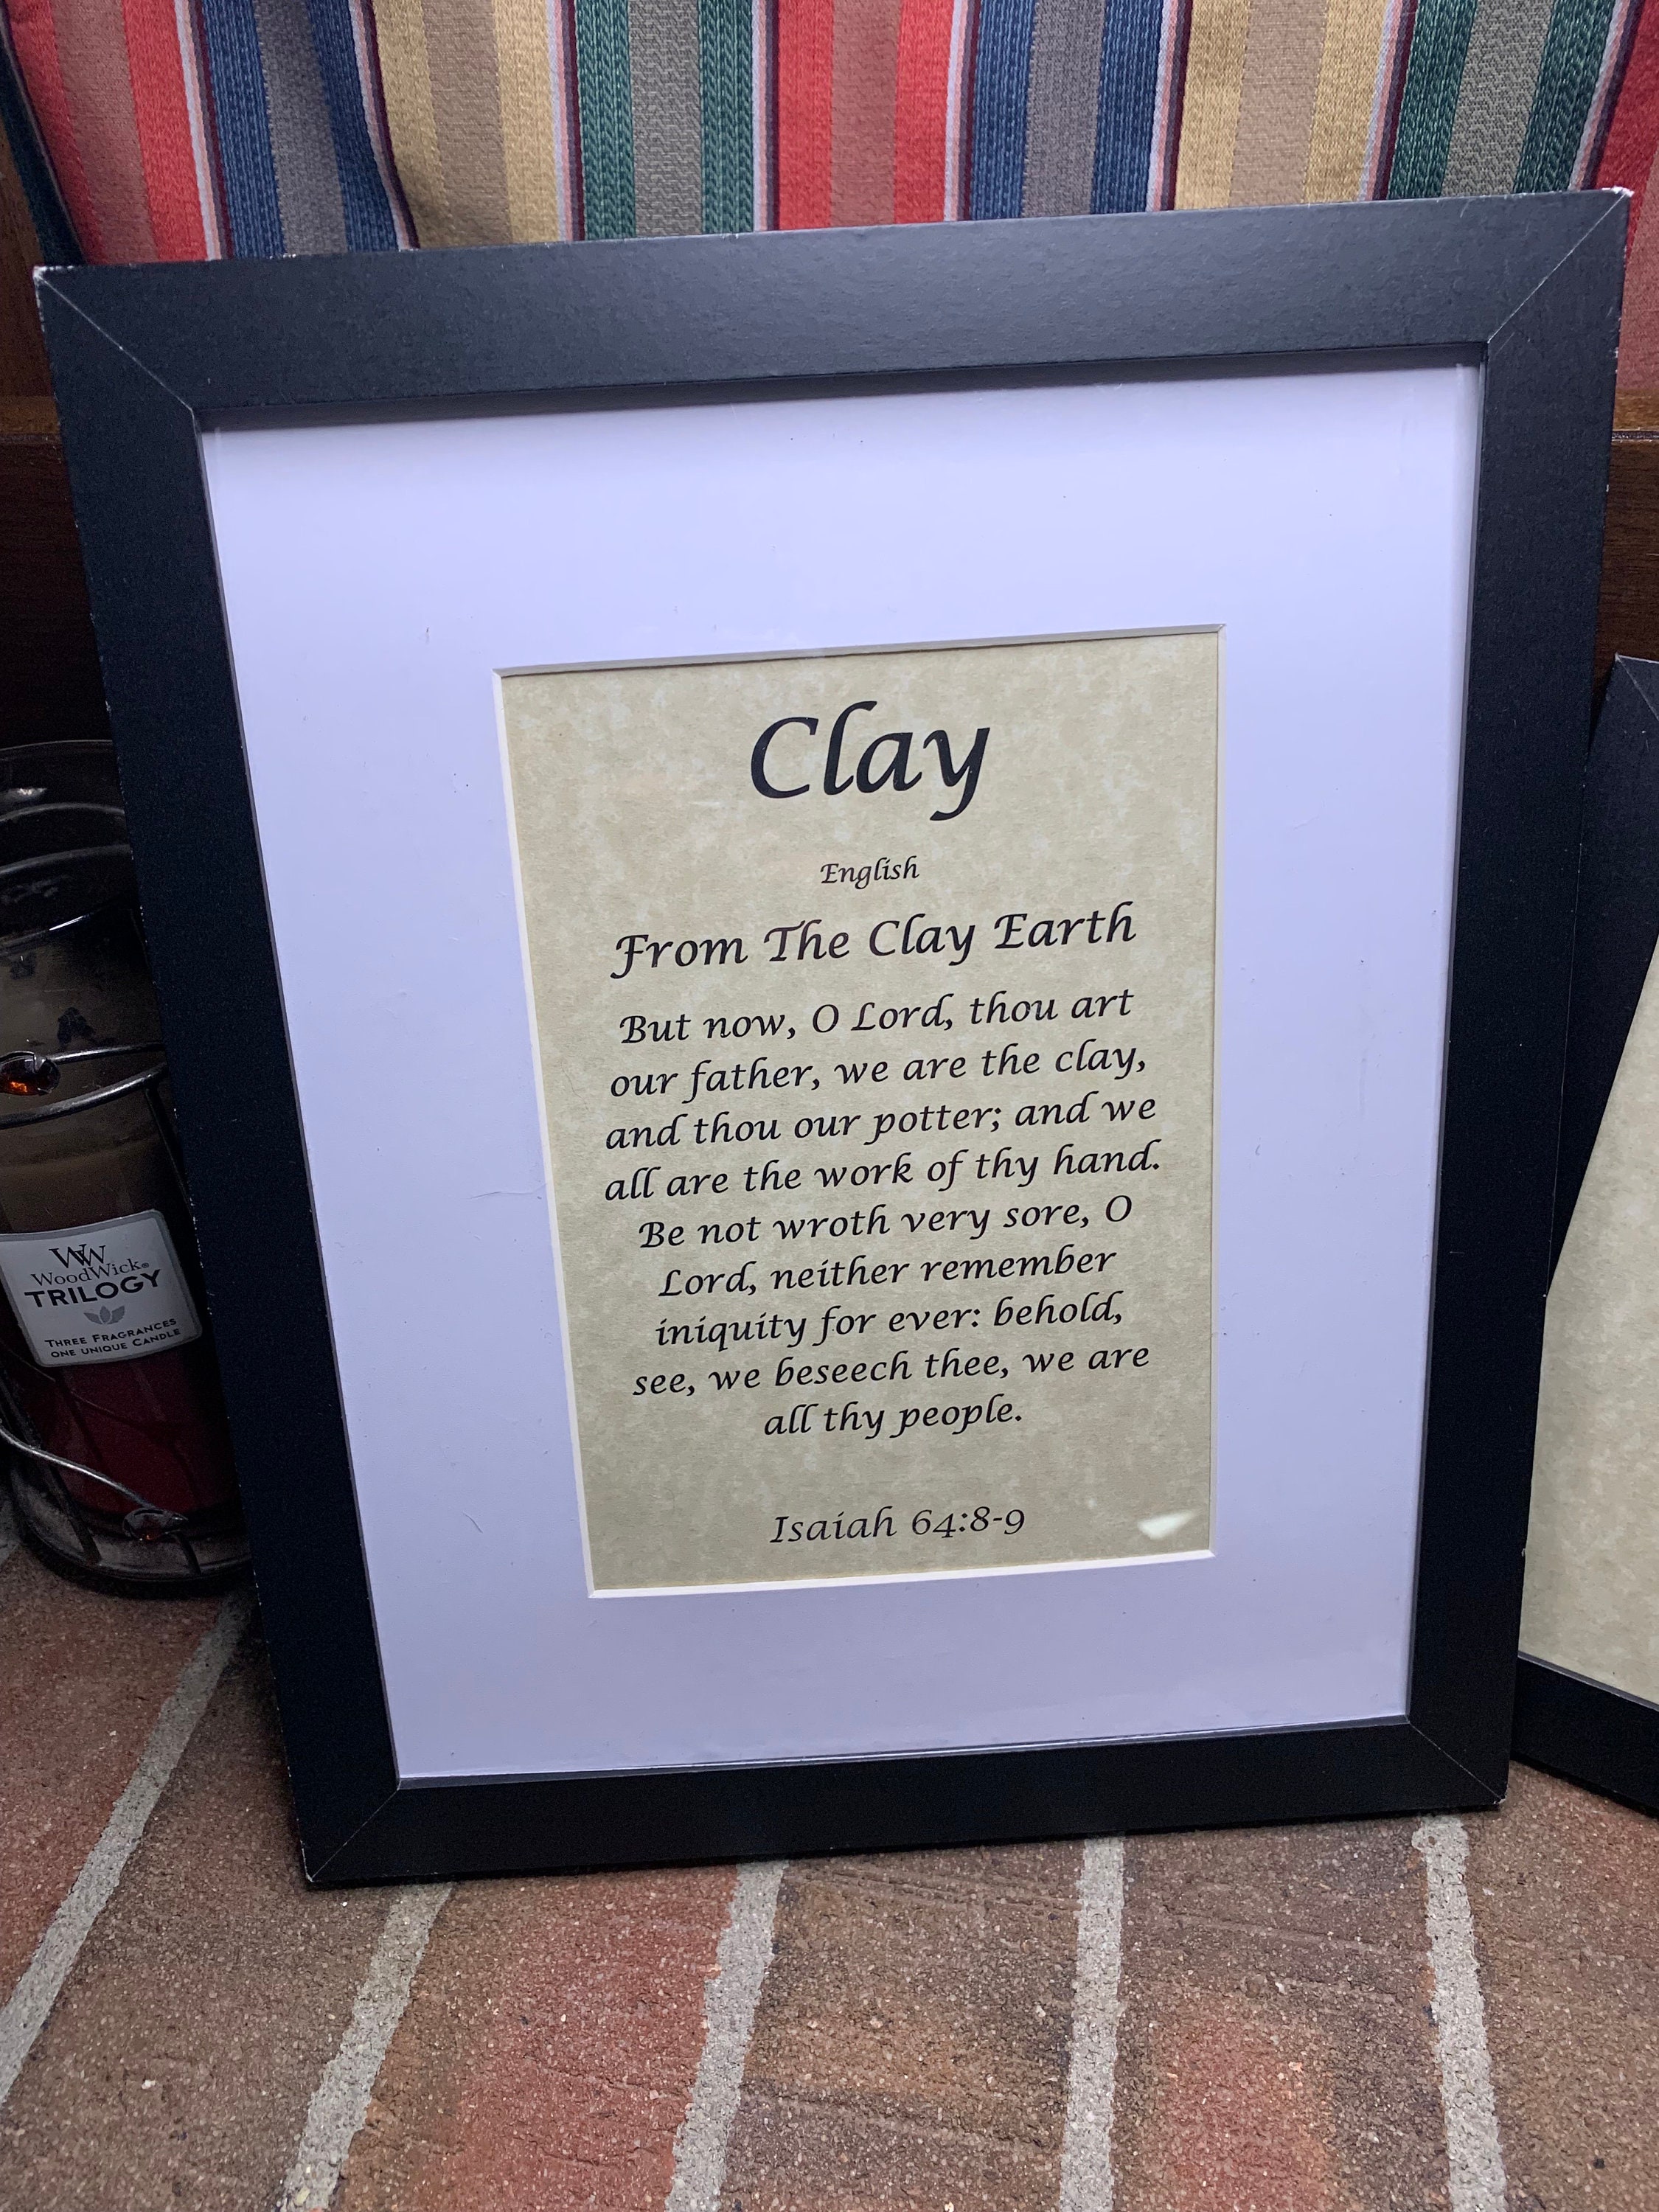 Clay
English
From The Clay Earth
But now, O Lord, thou art
our father, we are the clay,
and thou our potter; and we
all are the work of thy hand.
Be not wroth very sore, O
Lord, neither remember
iniquity for ever: behold,
see, we beseech thee, we are
all thy people.
Isaiah 64:8-9
WW
WoodWick®
TRILOGY
THREE FRAGRANCES
ONE UNIQUE CANDLE